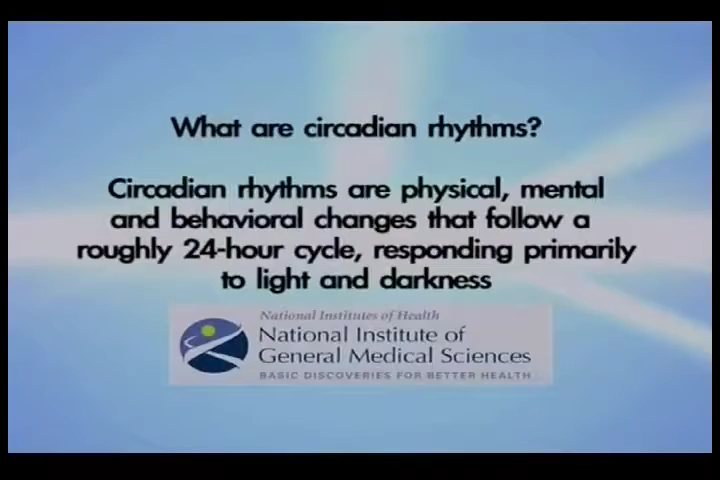 What are circadian rhythms?
Circadian rhythms are physical, mental
and behavioral changes that follow a
roughly 24-hour cycle, responding primarily
to light and darkness
National Institutes of Health
National Institute of
General Medical Sciences
BASIC DISCOVERIES FOR BETTER HEALTH